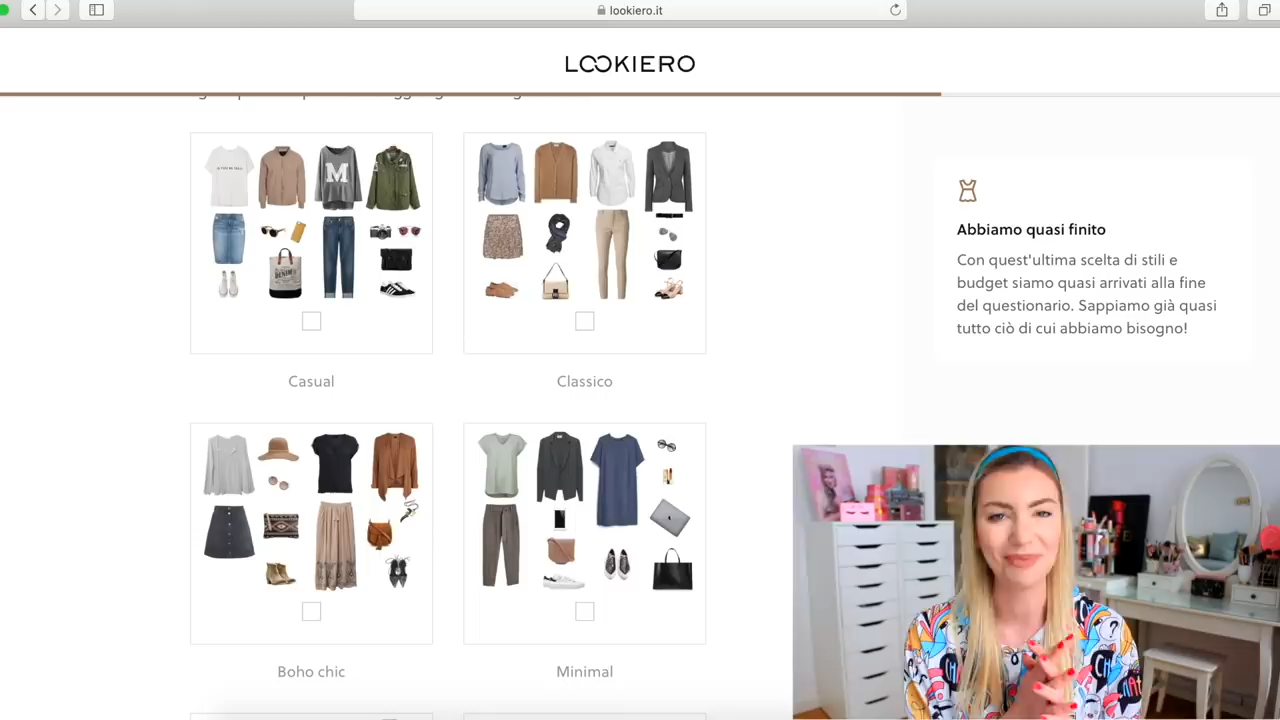 lookiero.it
LOOKIERO
M
DENIM
Casual
Classico
Abbiamo quasi finito
Con quest'ultima scelta di stili e
budget siamo quasi arrivati alla fine
del questionario. Sappiamo già quasi
tutto ciò di cui abbiamo bisogno!
Boho chic
Minimal